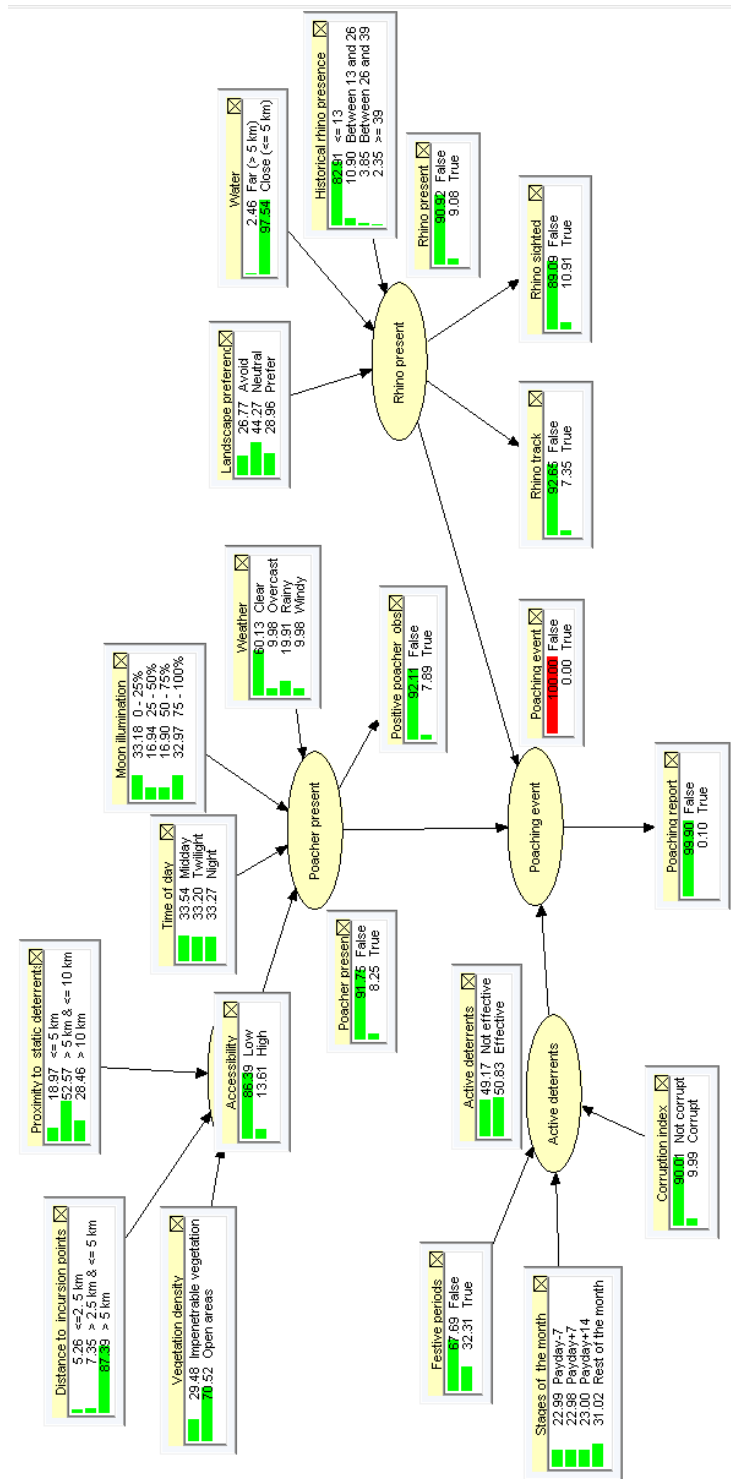 Distance to incursion points
5.26 <=2. 5 km
7.35 > 2.5 km & <= 5 km
87.39 > 5 km
Proximity to static deterrents
18.97 <= 5 km
52.57 > 5 km & <= 10 km
28.46 > 10 km
Vegetation density
29.48 Impenetrable vegetation
70.52 Open areas
Accessibility
86.39 Low
13.61 High
Time of day
33.54 Midday
33.20 Twilight
33.27 Night
Moon illumination
33.18 0 - 25%
16.94 25 - 50%
16.90 50 - 75%
32.97 75 - 100%
Weather
60.13 Clear
9.98 Overcast
19.91 Rainy
9.98 Windy
Poacher present
Poacher present
91.75 False
8.25 True
Positive poacher obs
92.11 False
7.89 True
Landscape preferenc
26.77 Avoid
44.27 Neutral
28.96 Prefer
Water
2.46 Far (> 5 km)
97.54 Close (<= 5 km)
Historical rhino presence
82.91 <= 13
10.90 Between 13 and 26
3.85 Between 26 and 39
2.35 >= 39
Rhino present
Rhino present
90.92 False
9.08 True
Rhino track
92.65 False
7.35 True
Rhino sighted
89.09 False
10.91 True
Festive periods
67.69 False
32.31 True
Stages of the month
22.99 Payday-7
22.98 Payday+7
23.00 Payday+14
31.02 Rest of the month
Corruption index
90.01 Not corrupt
9.99 Corrupt
Active deterrents
49.17 Not effective
50.83 Effective
Active deterrents
Poaching event
Poaching event
100.00 False
0.00 True
Poaching report
99.90 False
0.10 True